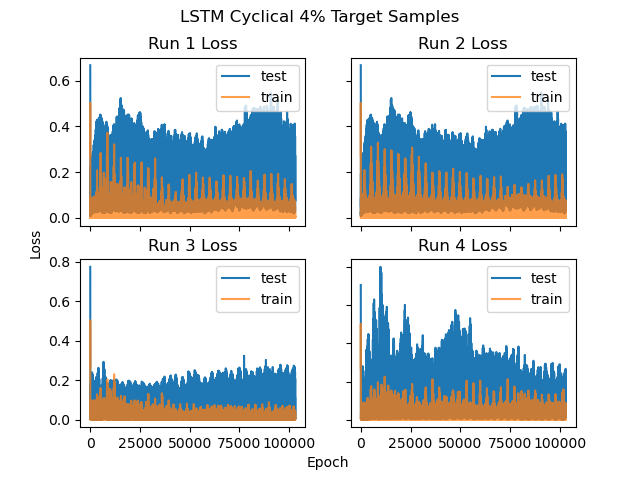 LSTM Cyclical 4% Target Samples
Run 1 Loss
Run 2 Loss
test
train
test
train
0.6
0.4
0.2
0.0
Loss
Run 3 Loss
Run 4 Loss
test
train
test
train
0.8
0.6
0.4
0.2
0.0
0 25000 50000 75000 100000
0 25000 50000 75000 100000
Epoch